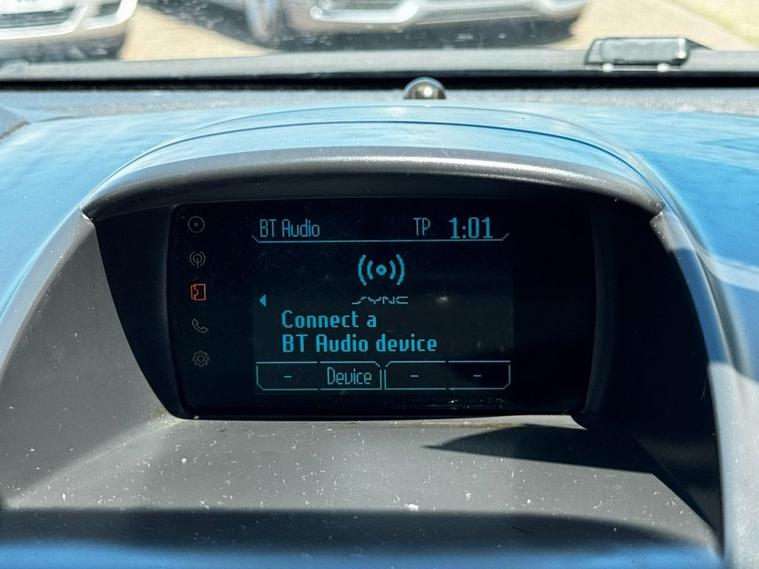 BT Audio TP 1:01
SYNC
Connect a
BT Audio device
- Device - -